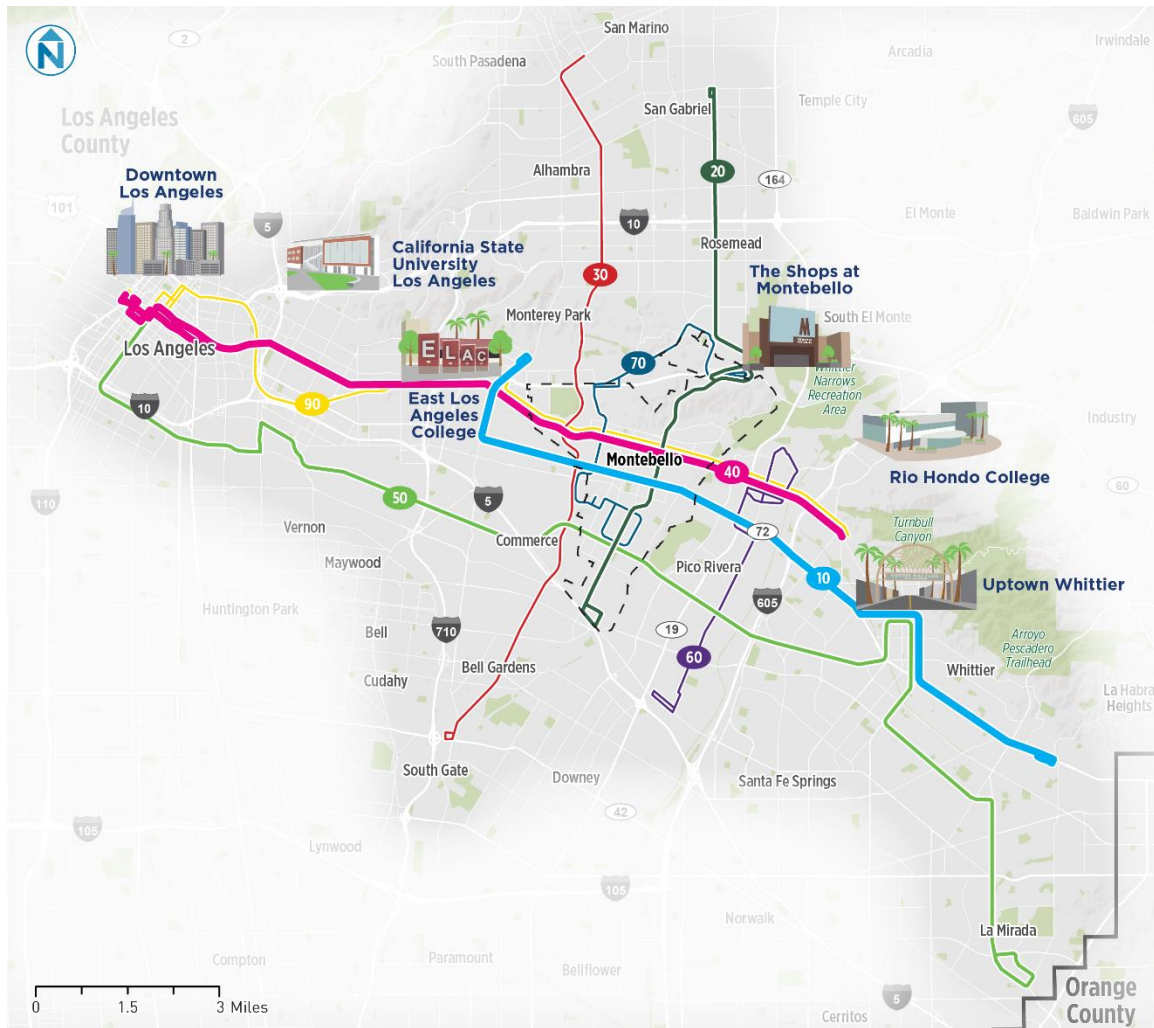 N
San Marino
2
South Pasadena
Arcadia
Irwindale
San Gabriel
Temple City
Los Angeles
County
605
Alhambra
20
164
Downtown
Los Angeles
101
5
10
El Monte
Baldwin Park
California State
University
Los Angeles
Rosemead
30
The Shops at
Montebello
M
Monterey Park
South El Monte
ELAC
Los Angeles
70
Whittier
Narrows
Recreation
Area
10
90
East Los
Angeles
College
Industry
Montebello
40
Rio Hondo College
60
110
50
5
Vernon
Commerce
72
Turnbull
Canyon
Maywood
Pico Rivera
10
Uptown Whittier
Huntington Park
605
Bell
710
19
Arroyo
Pescadero
Trailhead
60
Bell Gardens
Whittier
Cudahy
La Habra
Heights
South Gate
Downey
Santa Fe Springs
42
105
Lynwood
105
Norwalk
La Mirada
Compton
Paramount
Bellflower
5
Orange
County
0
1.5
3 Miles
Cerritos